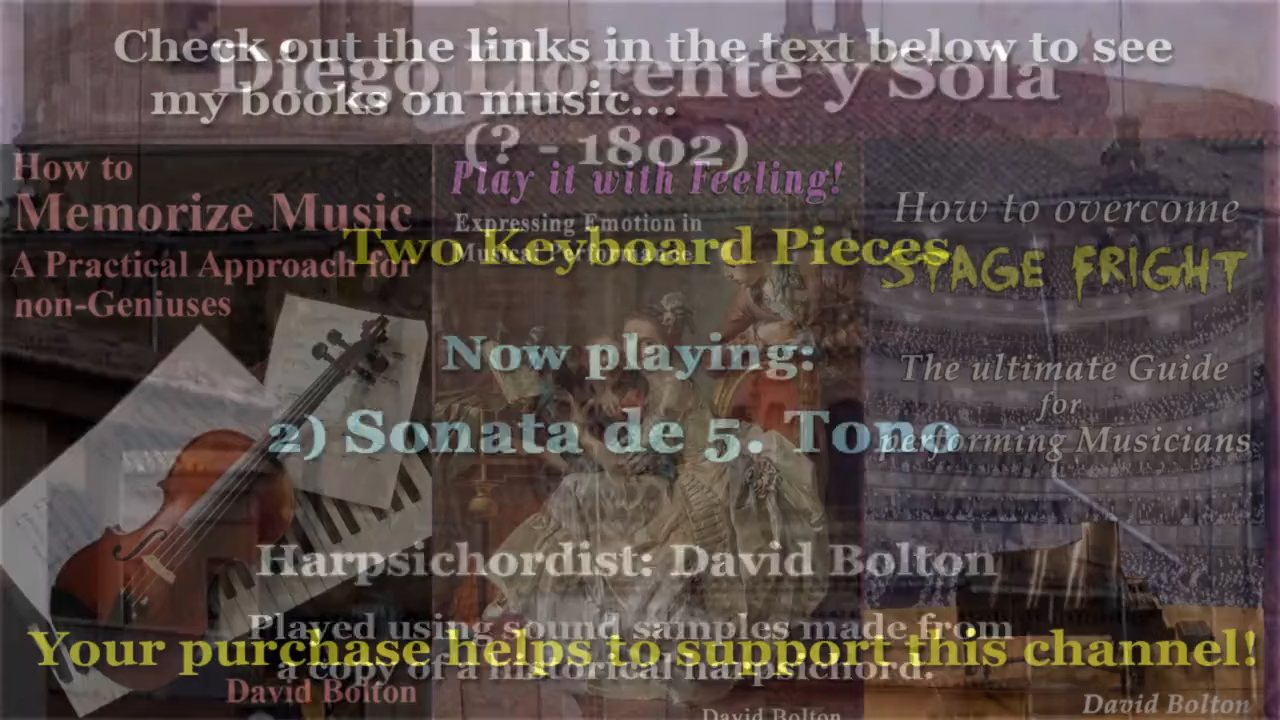 Check out the links in the text below to see
my books on music...
Diego Llorente y Sola
(? - 1802)
Two Keyboard Pieces
Now playing:
2) Sonata de 5. Tono
Harpsichordist: David Bolton
Played using sound samples made from
a copy of a historical harpsichord.
How to
Memorize Music
A Practical Approach for
non-Geniuses
David Bolton
Play it with Feeling!
Expressing Emotion in
Musical Performance
David Bolton
How to overcome
STAGE FRIGHT
The ultimate Guide
for
performing Musicians
David Bolton
Your purchase helps to support this channel!